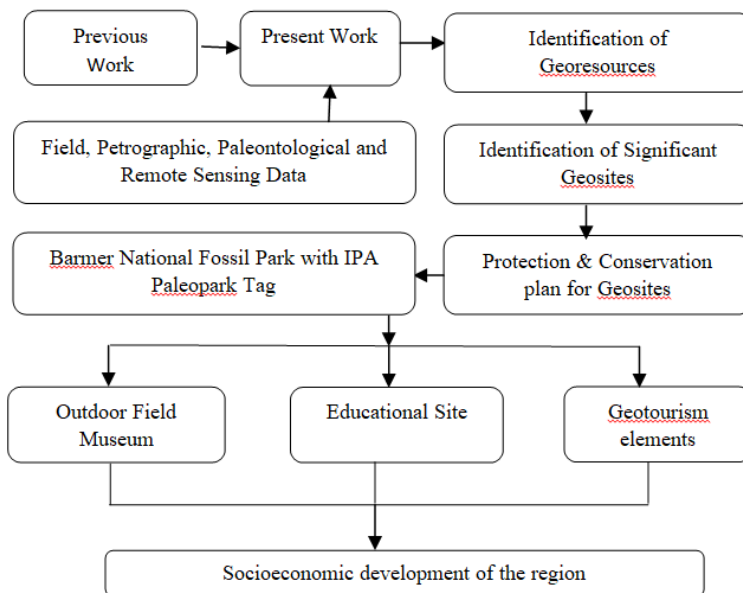 Previous
Work
Present Work
Identification of
Georesources
Field, Petrographic, Paleontological and
Remote Sensing Data
Identification of Significant
Geosites
Barmer National Fossil Park with IPA
Paleopark Tag
Protection & Conservation
plan for Geosites
Outdoor Field
Museum
Educational Site
Geotourism
elements
Socioeconomic development of the region